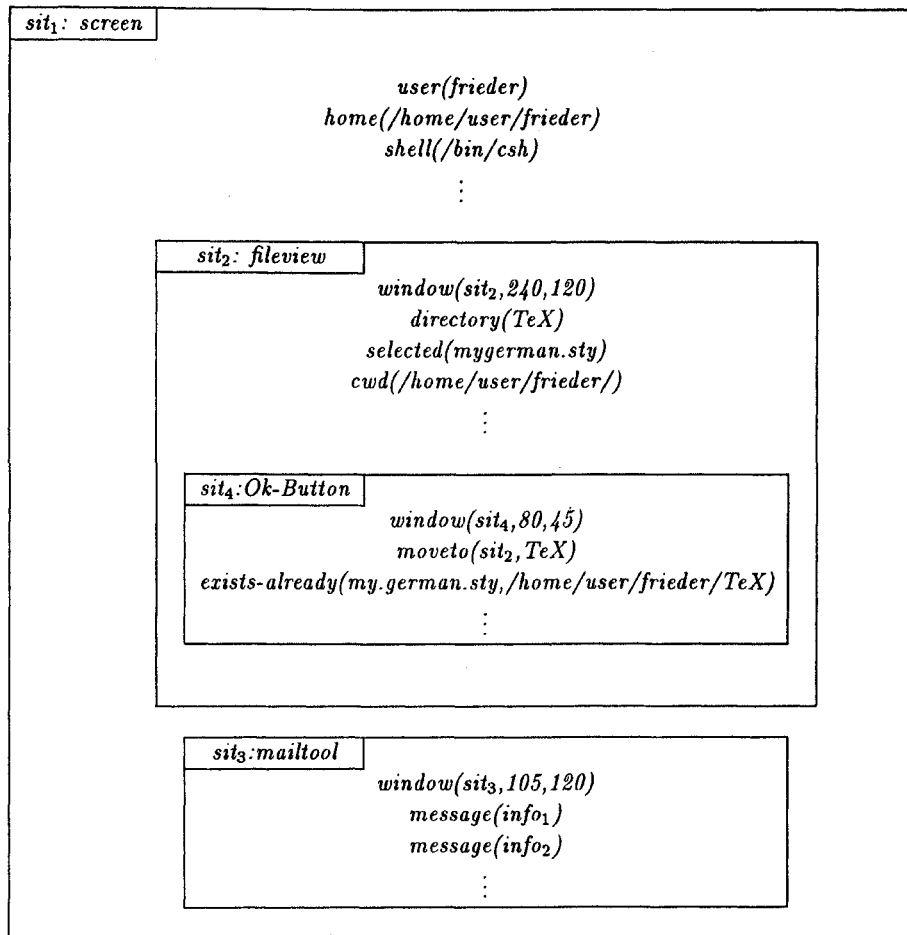 sit₁: screen
user(frieder)
home(/home/user/frieder)
shell(/bin/csh)
⋮
sit₂: fileview
window(sit₂,240,120)
directory(TeX)
selected(mygerman.sty)
cwd(/home/user/frieder/)
⋮
sit₄:Ok-Button
window(sit₄,80,45)
moveto(sit₂,TeX)
exists-already(my.german.sty,/home/user/frieder/TeX)
⋮
sit₃:mailtool
window(sit₃,105,120)
message(info₁)
message(info₂)
⋮